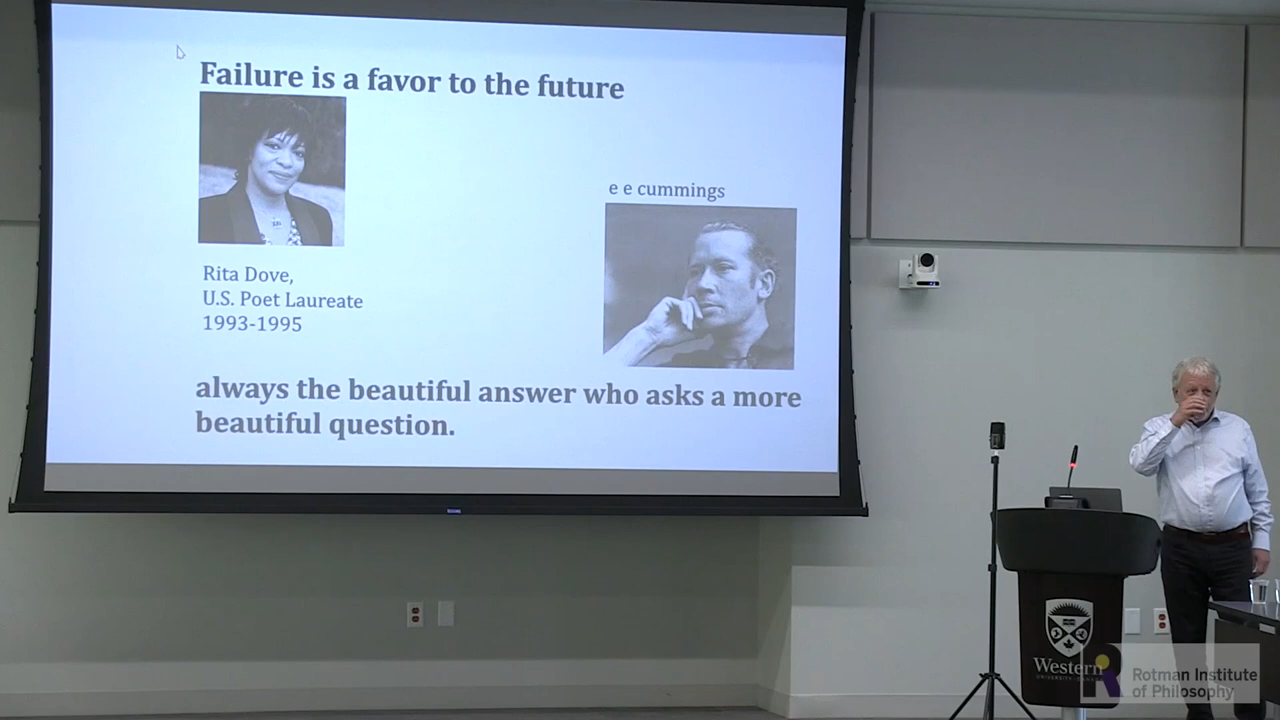 Failure is a favor to the future
e e cummings
Rita Dove,
U.S. Poet Laureate
1993-1995
always the beautiful answer who asks a more
beautiful question.
Western
Rotman Institute
of Philosophy